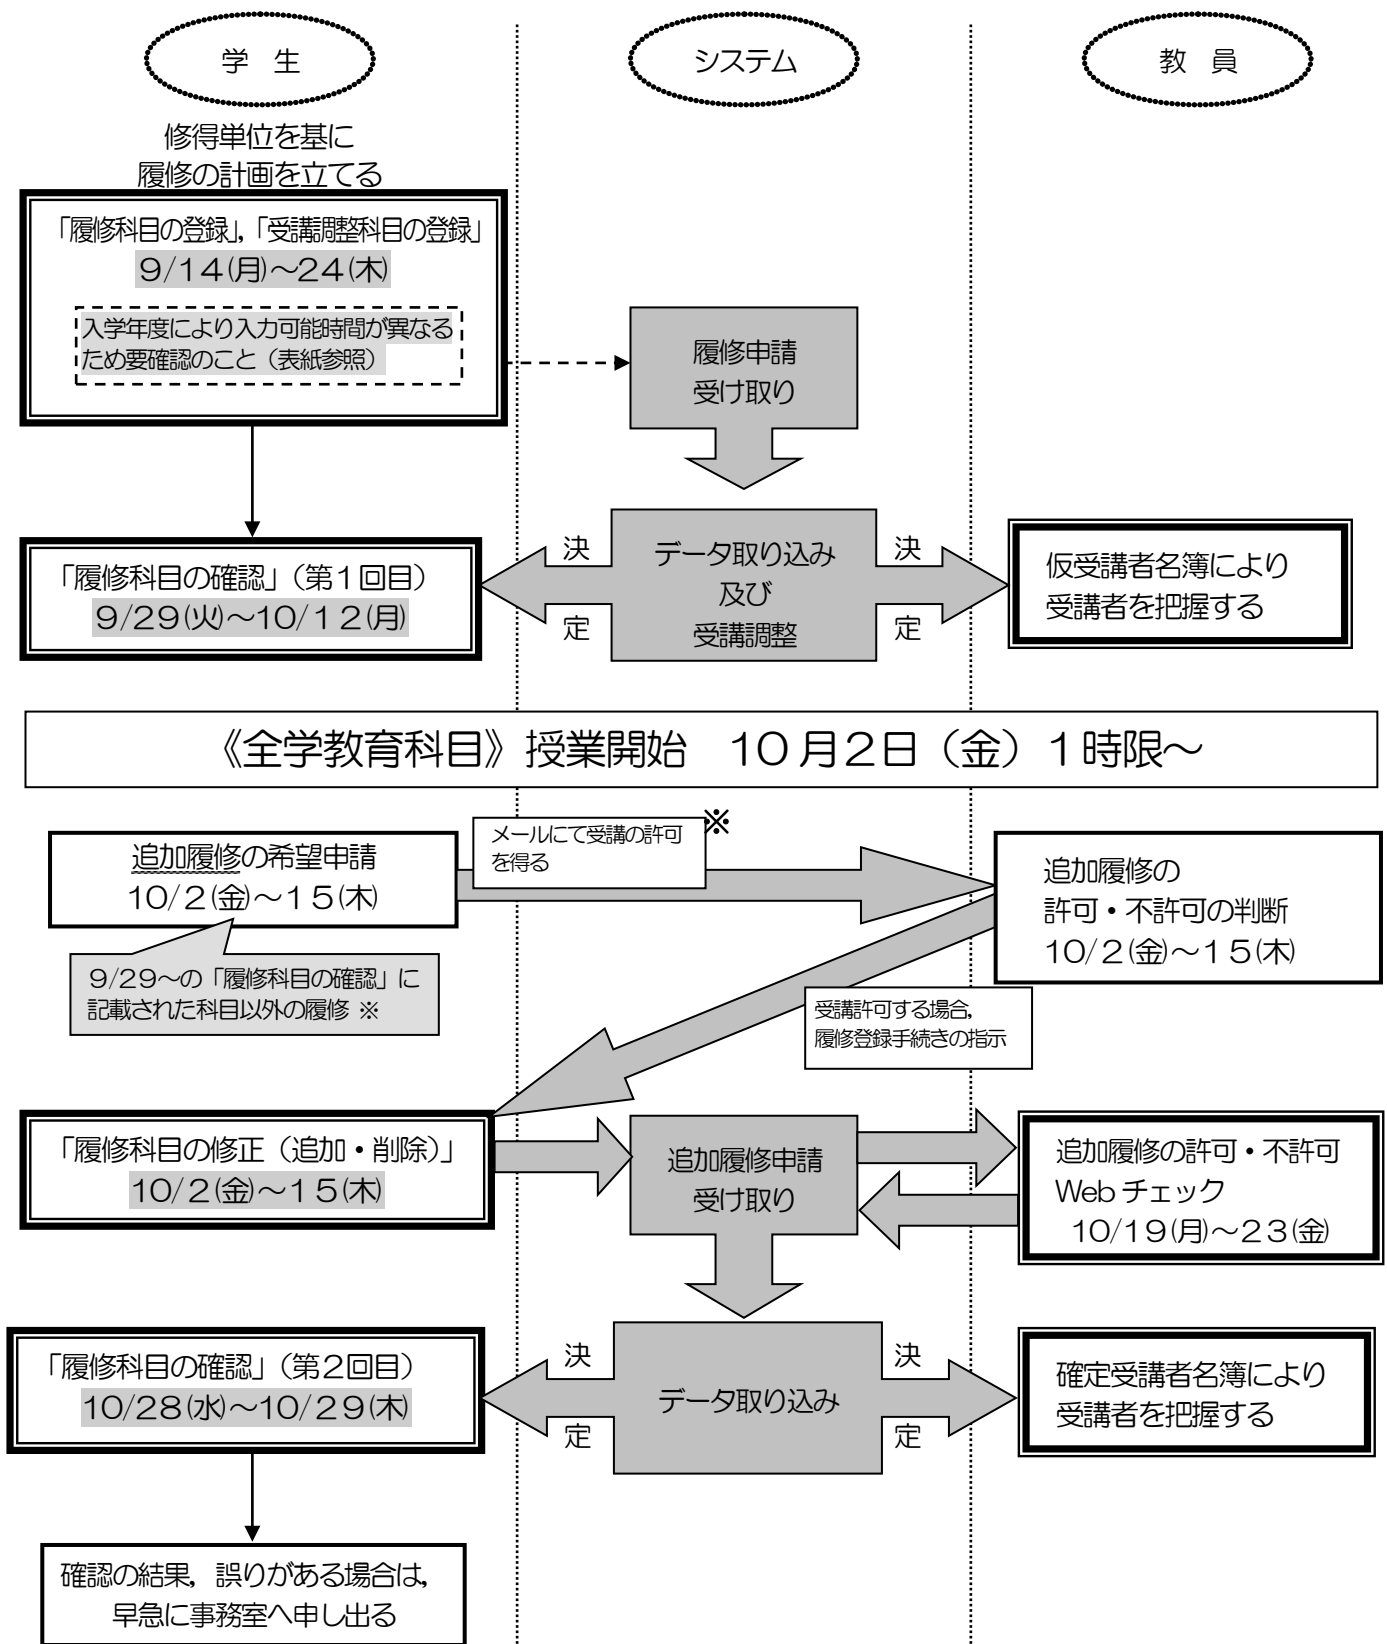 学 生
システム
教 員
修得単位を基に
履修の計画を立てる
「履修科目の登録」，「受講調整科目の登録」
９/１４(月)～２４(木)
入学年度により入力可能時間が異なる
ため要確認のこと（表紙参照）
履修申請
受け取り
「履修科目の確認」（第１回目）
９/２９(火)～１０/１２(月)
決
定
データ取り込み
及び
受講調整
決
定
仮受講者名簿により
受講者を把握する
《全学教育科目》授業開始　１０月２日（金）１時限～
追加履修の希望申請
１０/２(金)～１５(木)
メールにて受講の許可
を得る
※
追加履修の
許可・不許可の判断
１０/２(金)～１５(木)
９/２９～の「履修科目の確認」に
記載された科目以外の履修 ※
受講許可する場合，
履修登録手続きの指示
「履修科目の修正（追加・削除）」
１０/２(金)～１５(木)
追加履修申請
受け取り
追加履修の許可・不許可
Web チェック
１０/１９(月)～２３(金)
「履修科目の確認」（第２回目）
１０/２８(水)～１０/２９(木)
決
定
データ取り込み
決
定
確定受講者名簿により
受講者を把握する
確認の結果，誤りがある場合は，
早急に事務室へ申し出る